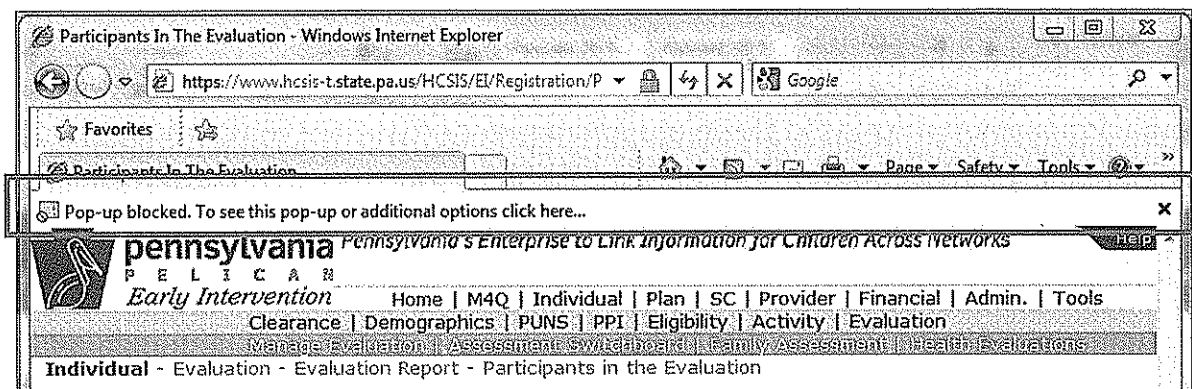 Participants In The Evaluation - Windows Internet Explorer
https://www.hcsis-t.state.pa.us/HCSIS/EI/Registration/P
Google
Favorites
Participants In The Evaluation
Page Safety Tools »
Pop-up blocked. To see this pop-up or additional options click here...
pennsylvania Pennsylvania's Enterprise to Link Information for Children Across Networks Help
PELICAN
Early Intervention Home | M4Q | Individual | Plan | SC | Provider | Financial | Admin. | Tools
Clearance | Demographics | PUNS | PPI | Eligibility | Activity | Evaluation
Manage Evaluation | Assessment Switchboard | Family Assessment | Health Evaluations
Individual - Evaluation - Evaluation Report - Participants in the Evaluation